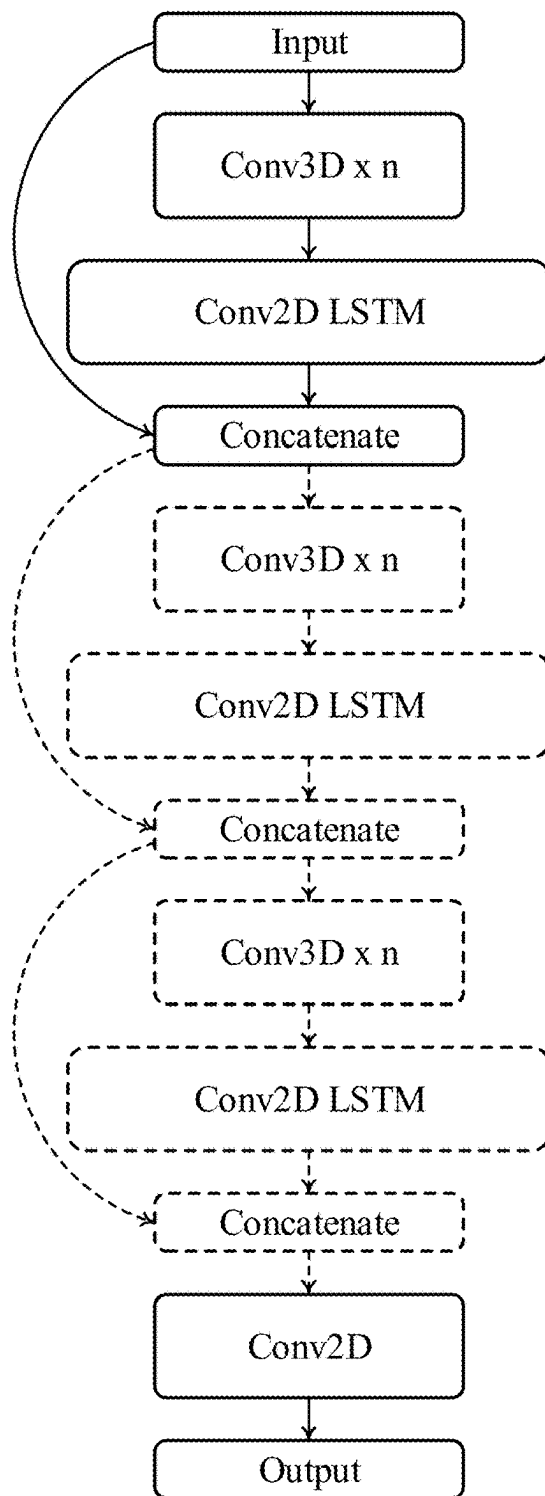 Input
Conv3D x n
Conv2D LSTM
Concatenate
Conv3D x n
Conv2D LSTM
Concatenate
Conv3D x n
Conv2D LSTM
Concatenate
Conv2D
Output